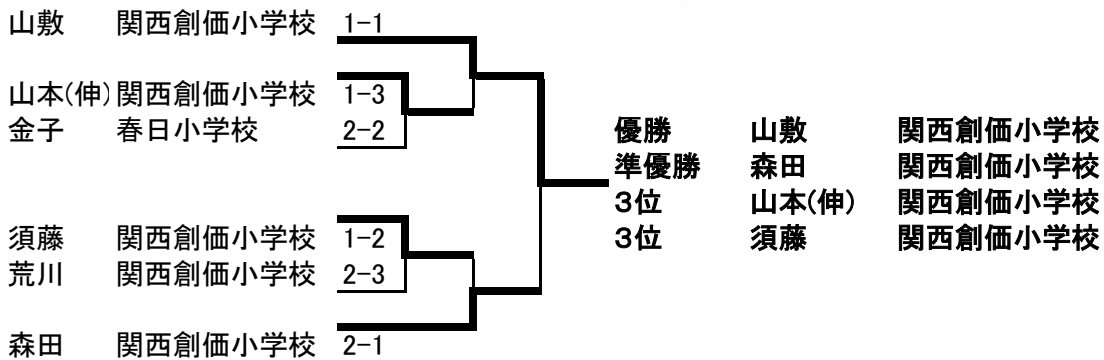 山敷 関西創価小学校 1-1
山本(伸) 関西創価小学校 1-3
金子 春日小学校 2-2
優勝 山敷 関西創価小学校
準優勝 森田 関西創価小学校
3位 山本(伸) 関西創価小学校
3位 須藤 関西創価小学校
須藤 関西創価小学校 1-2
荒川 関西創価小学校 2-3
森田 関西創価小学校 2-1